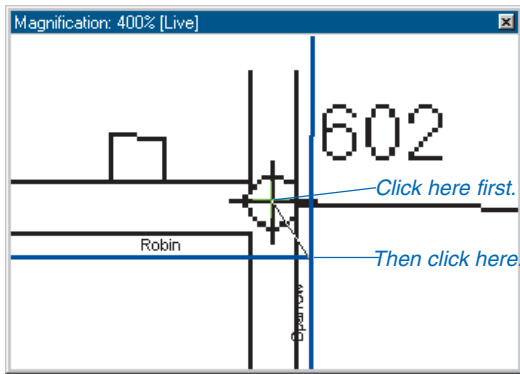 Magnification: 400% [Live]
602
Click here first.
Robin
Then click here.
Sparrow